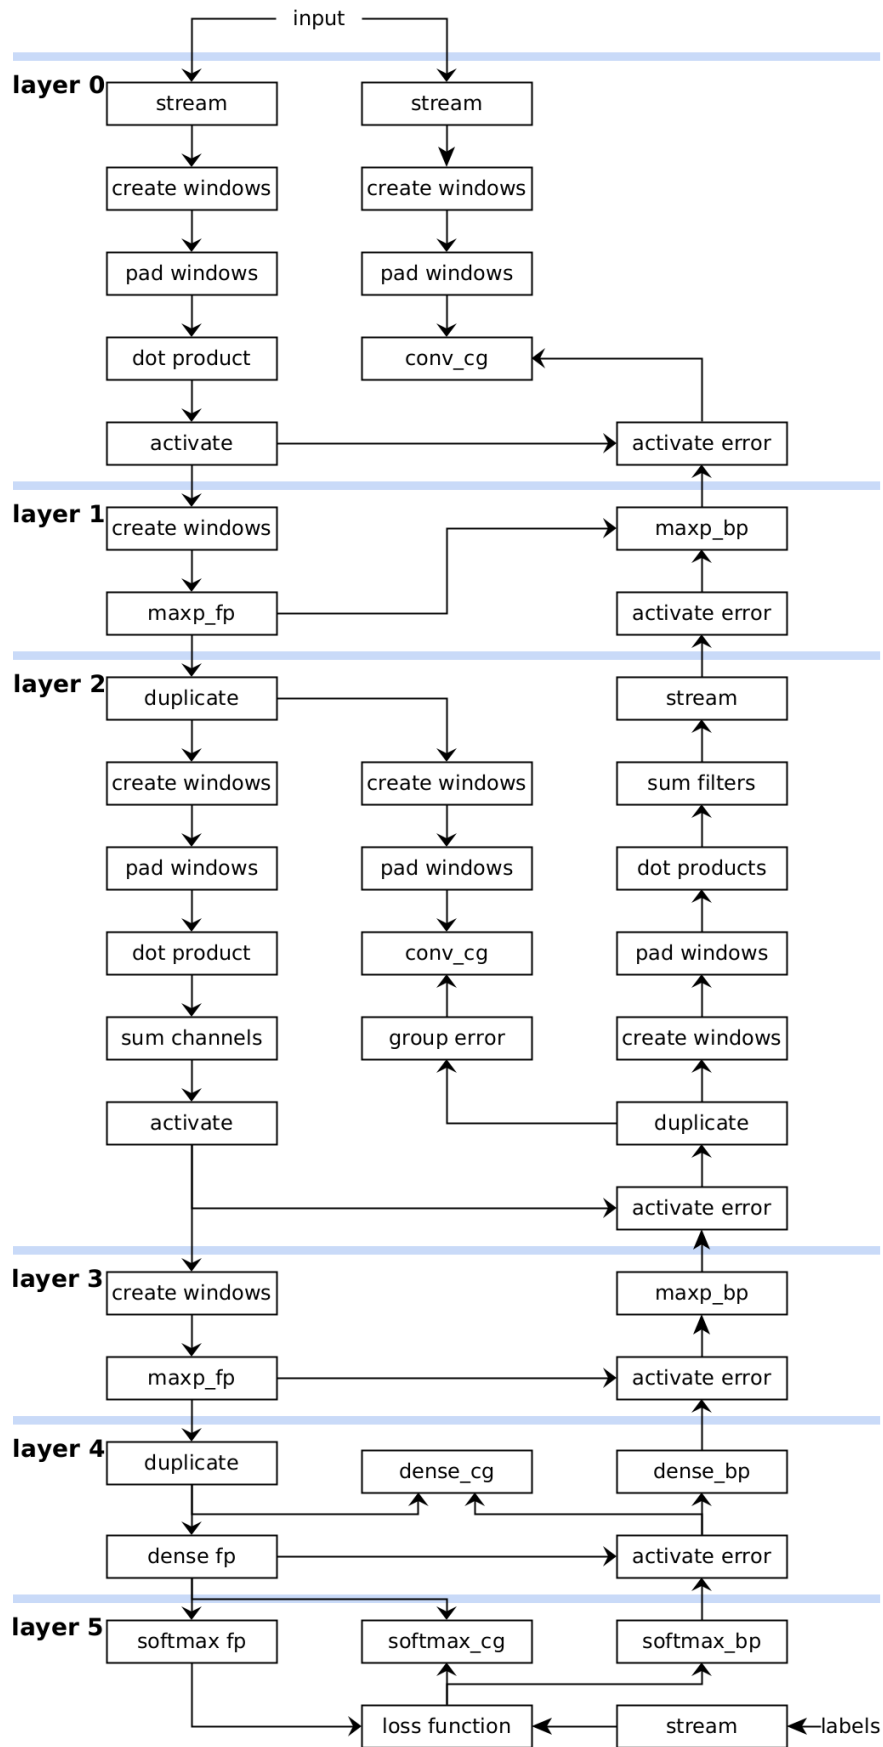 input
layer 0
stream stream
create windows create windows
pad windows pad windows
dot product conv_cg
activate activate error
layer 1
create windows maxp_bp
maxp_fp activate error
layer 2
duplicate stream
create windows create windows sum filters
pad windows pad windows dot products
dot product conv_cg pad windows
sum channels group error create windows
activate duplicate
activate error
layer 3
create windows maxp_bp
maxp_fp activate error
layer 4
duplicate dense_cg dense_bp
dense fp activate error
layer 5
softmax fp softmax_cg softmax_bp
loss function stream labels